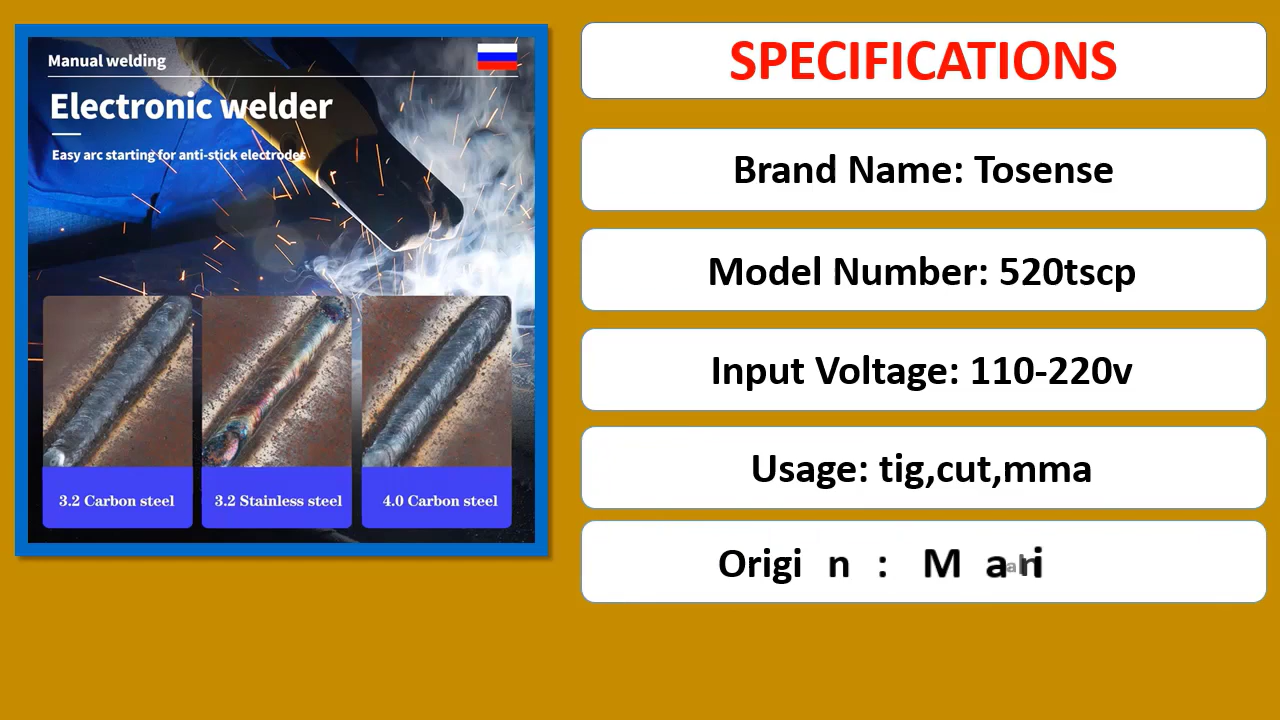 Manual welding
Electronic welder
Easy arc starting for anti-stick electrodes
3.2 Carbon steel
3.2 Stainless steel
4.0 Carbon steel
SPECIFICATIONS
Brand Name: Tosense
Model Number: 520tscp
Input Voltage: 110-220v
Usage: tig,cut,mma
Origin :